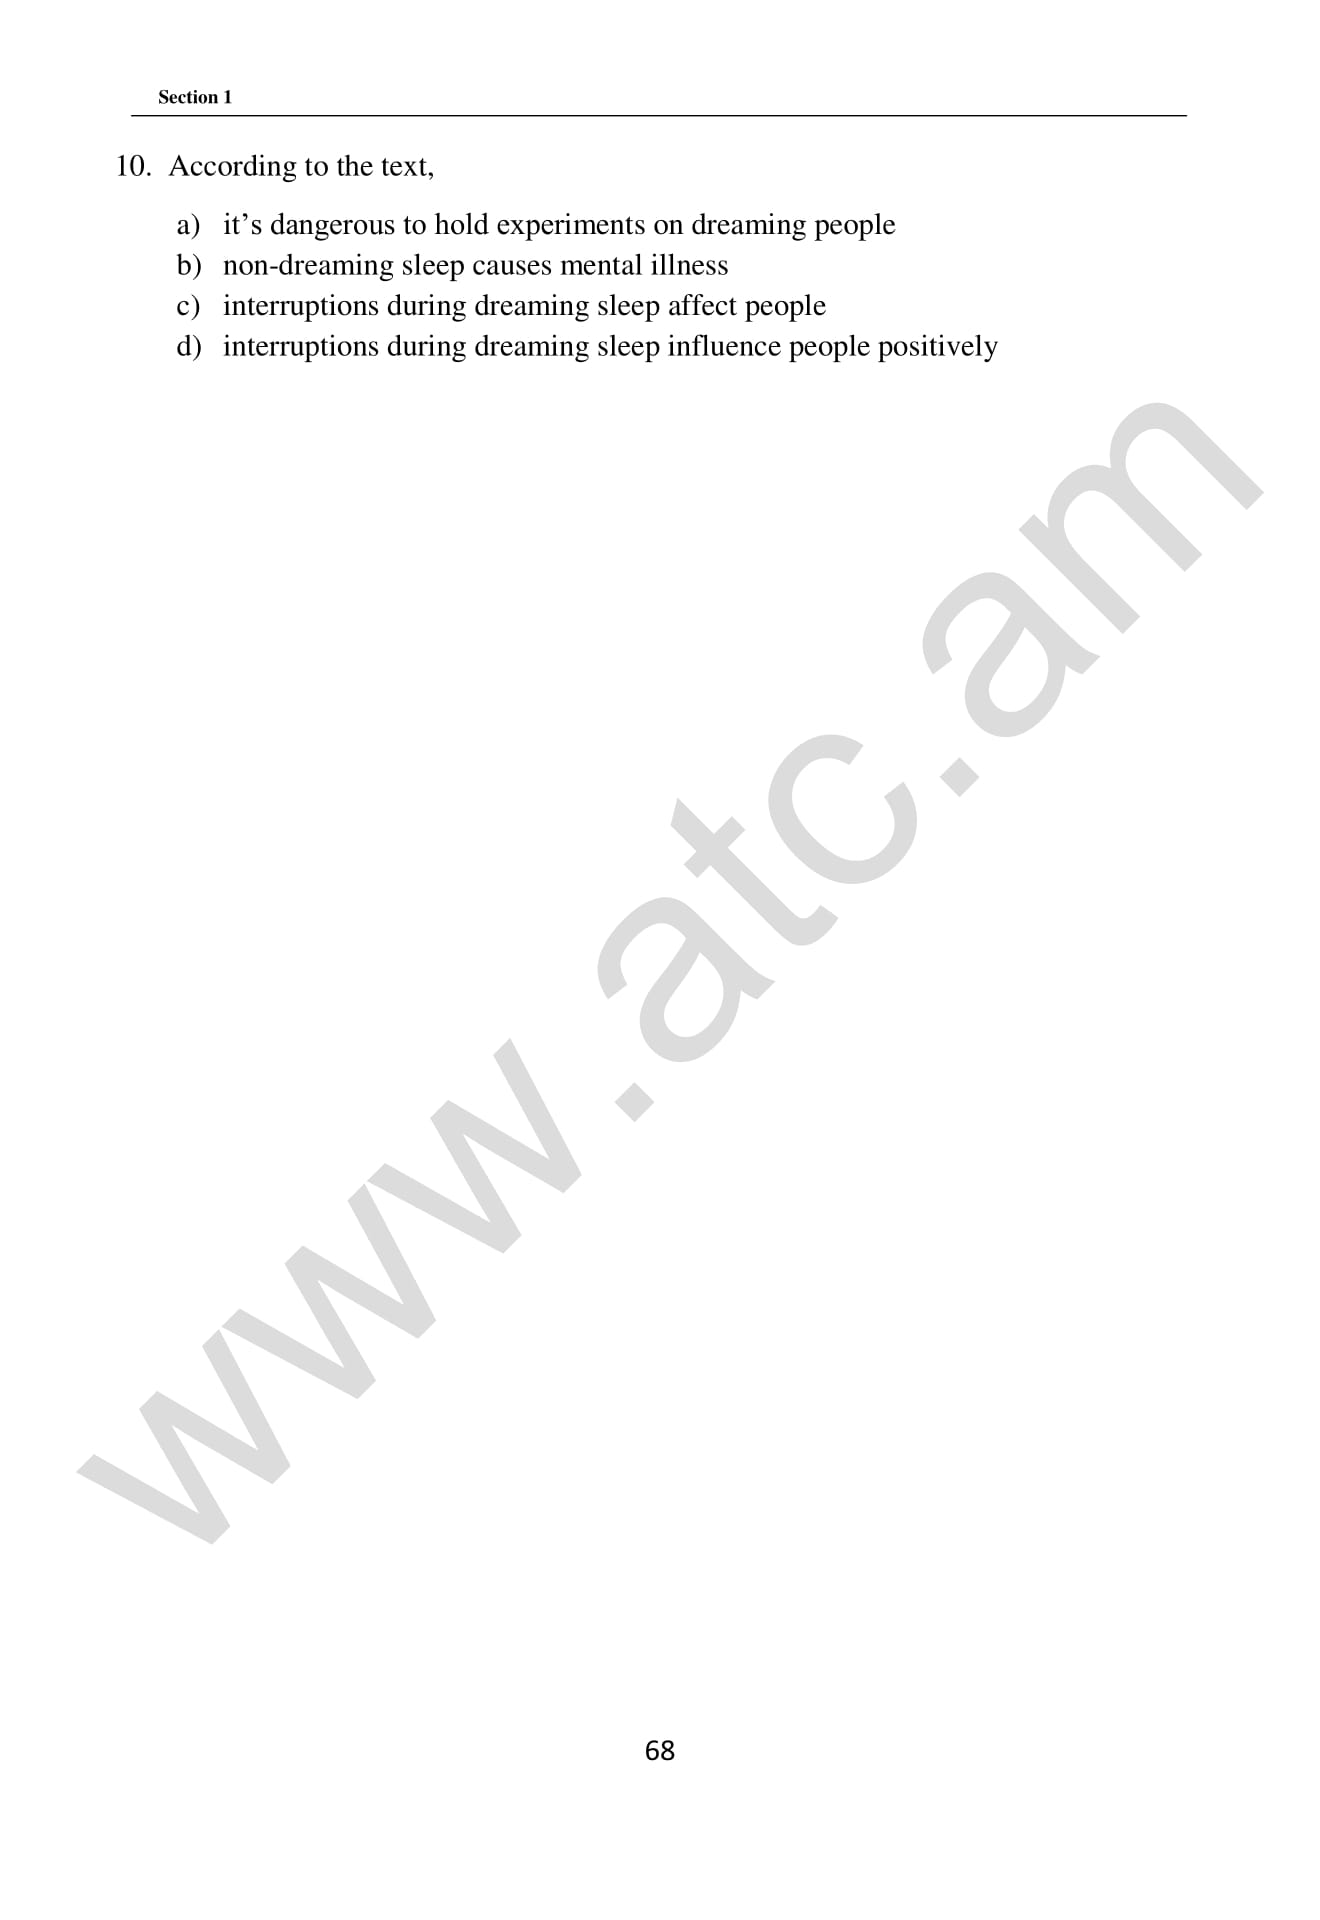 Section 1
10. According to the text,
a) it’s dangerous to hold experiments on dreaming people
b) non-dreaming sleep causes mental illness
c) interruptions during dreaming sleep affect people
d) interruptions during dreaming sleep influence people positively
www.atc.am
68